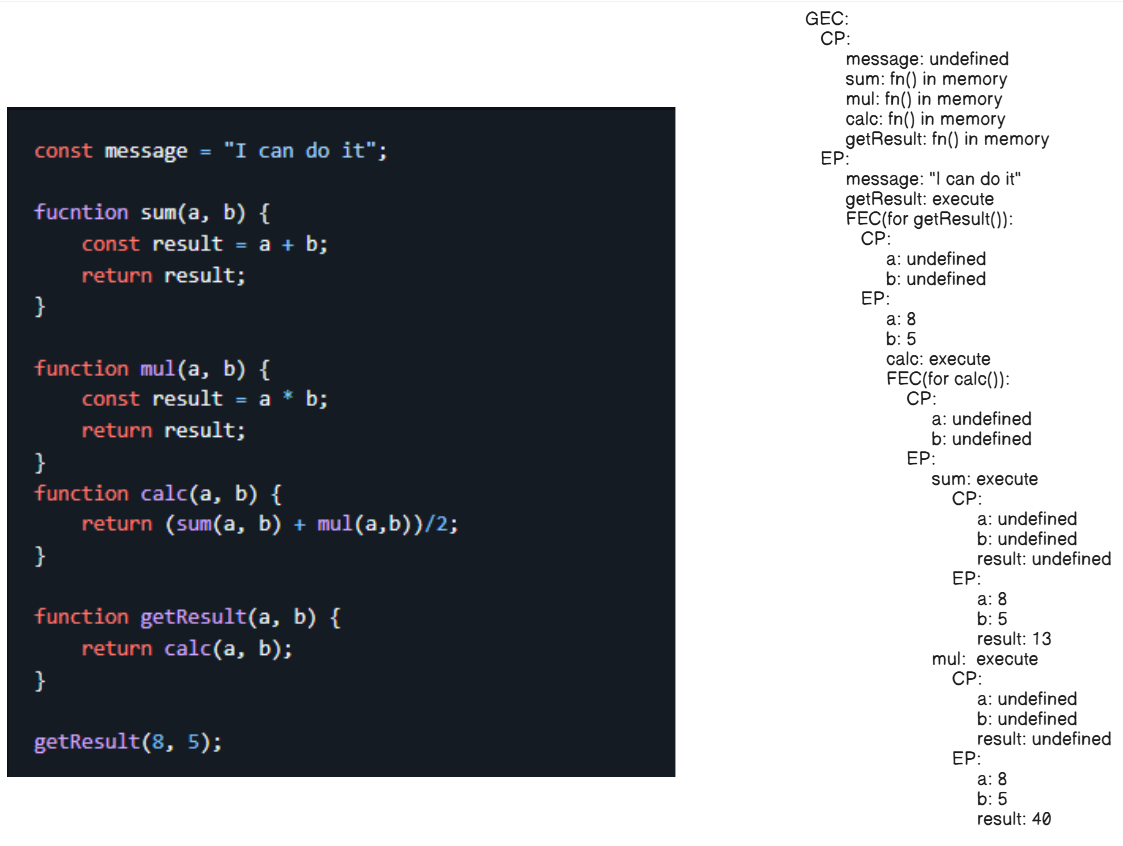 const message = "I can do it";
fucntion sum(a, b) {
const result = a + b;
return result;
}
function mul(a, b) {
const result = a * b;
return result;
}
function calc(a, b) {
return (sum(a, b) + mul(a,b))/2;
}
function getResult(a, b) {
return calc(a, b);
}
getResult(8, 5);
GEC:
CP:
message: undefined
sum: fn() in memory
mul: fn() in memory
calc: fn() in memory
getResult: fn() in memory
EP:
message: "I can do it"
getResult: execute
FEC(for getResult()):
CP:
a: undefined
b: undefined
EP:
a: 8
b: 5
calc: execute
FEC(for calc()):
CP:
a: undefined
b: undefined
EP:
sum: execute
CP:
a: undefined
b: undefined
result: undefined
EP:
a: 8
b: 5
result: 13
mul: execute
CP:
a: undefined
b: undefined
result: undefined
EP:
a: 8
b: 5
result: 40